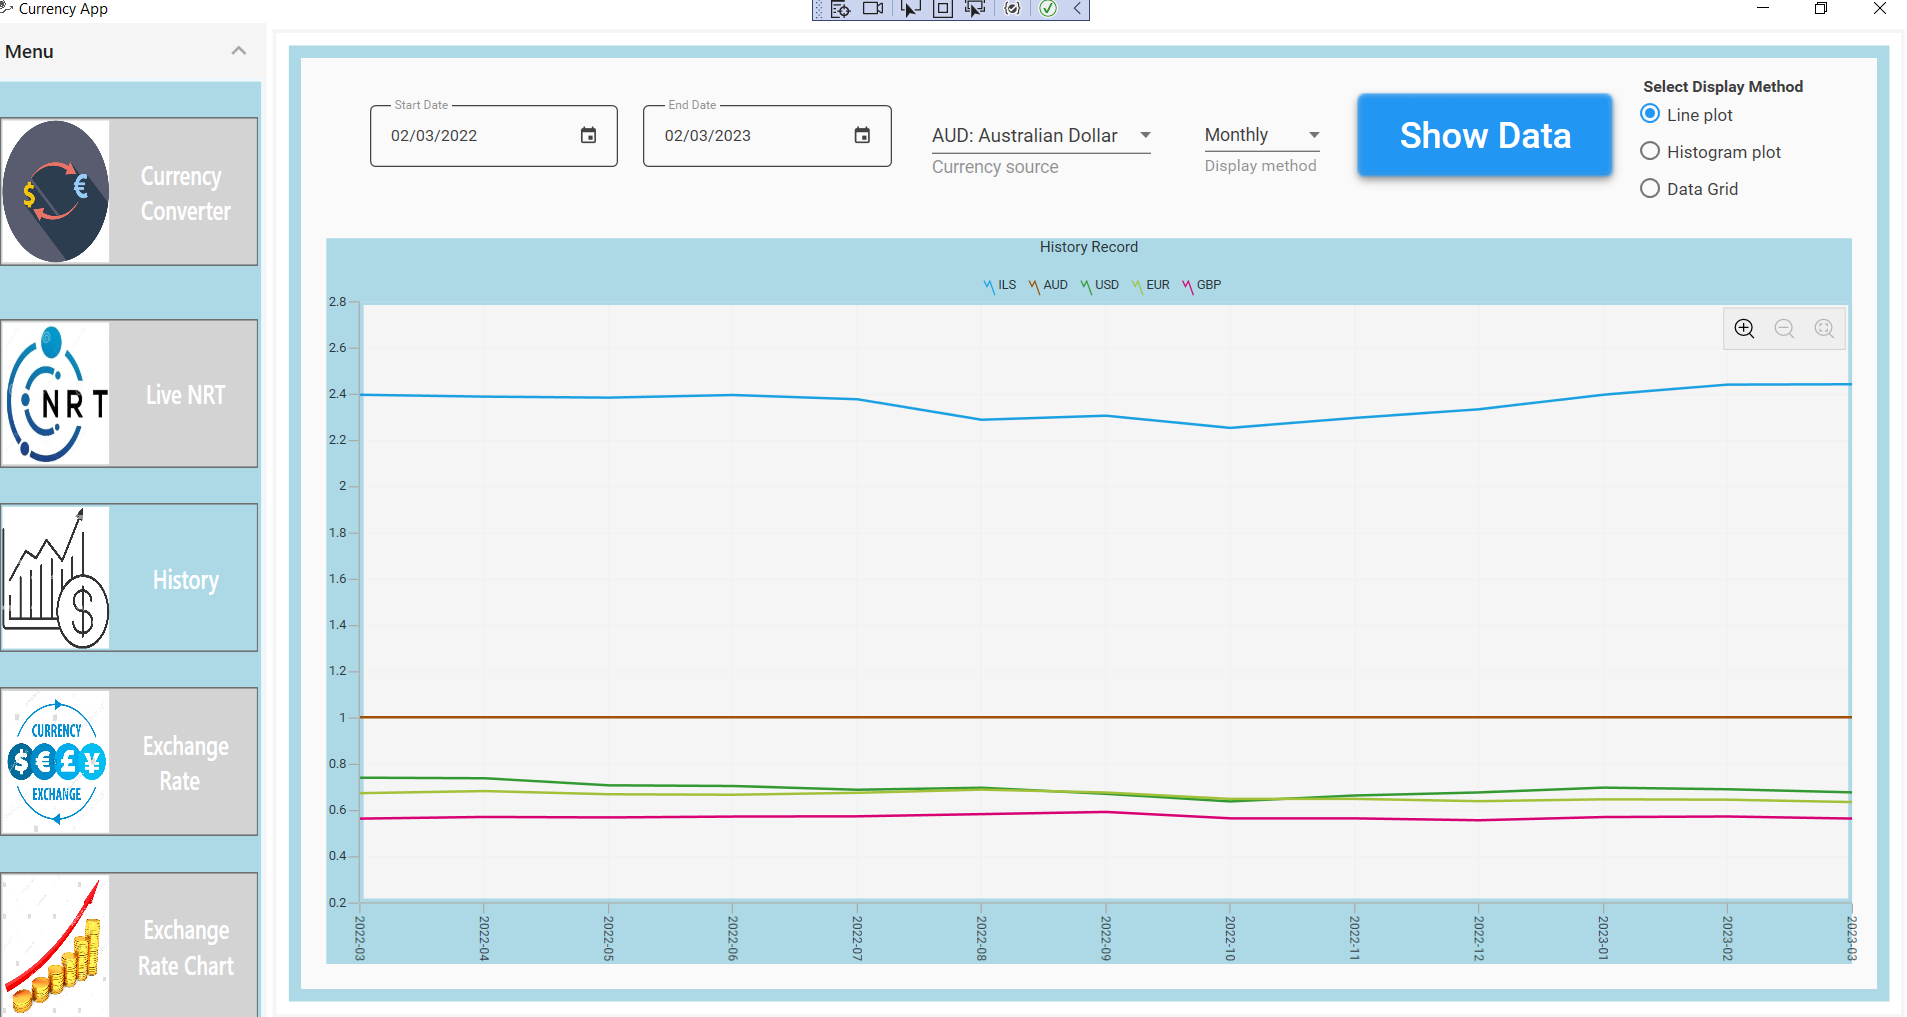 Currency App
Menu
Currency
Converter
NRT
Live NRT
History
CURRENCY
$ € £ ¥
EXCHANGE
Exchange
Rate
Exchange
Rate Chart
Start Date
02/03/2022
End Date
02/03/2023
AUD: Australian Dollar
Currency source
Monthly
Display method
Show Data
Select Display Method
Line plot
Histogram plot
Data Grid
History Record
ILS AUD USD EUR GBP
2.8
2.6
2.4
2.2
2
1.8
1.6
1.4
1.2
1
0.8
0.6
0.4
0.2
2022-03
2022-04
2022-05
2022-06
2022-07
2022-08
2022-09
2022-10
2022-11
2022-12
2023-01
2023-02
2023-03